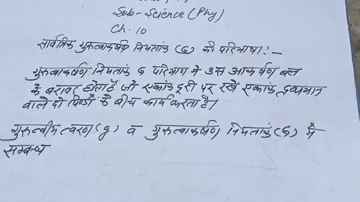 Sub-Science (Phy)
Ch. 10
सार्वत्रिक गुरुत्वाकर्षण नियतांक (G) की परिभाषा :-
गुरुत्वाकर्षण नियतांक G परिमाण में उस आकर्षण बल
के बराबर होता है जो एकांक दूरी पर रखे एकांक द्रव्यमान
वाले दो पिंडों के बीच कार्य करता है।
गुरुत्वीय त्वरण (g) व गुरुत्वाकर्षण नियतांक (G) में
सम्बन्ध